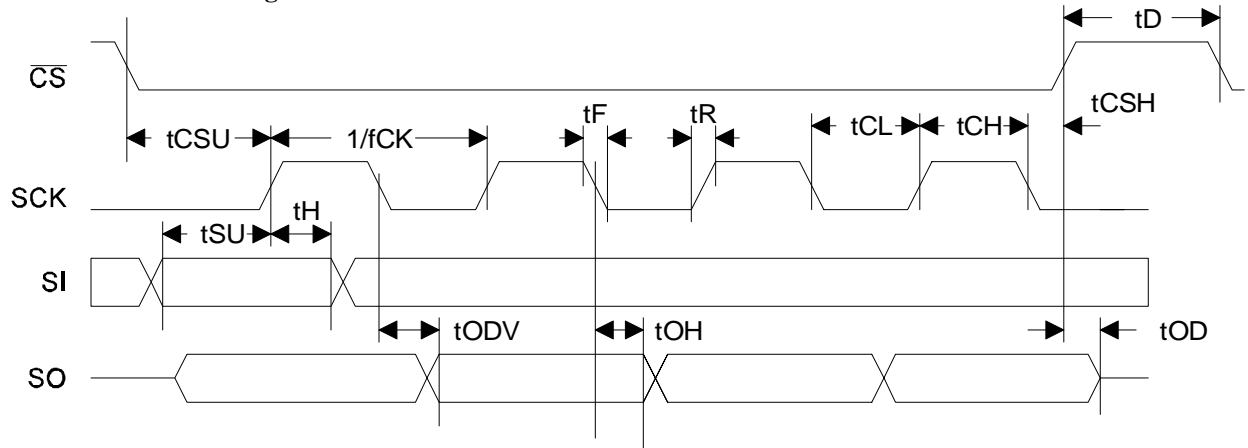 tD
CS
tCSH
tF
tR
tCSU
1/fCK
tCL
tCH
SCK
tH
tSU
SI
tODV
tOH
tOD
SO